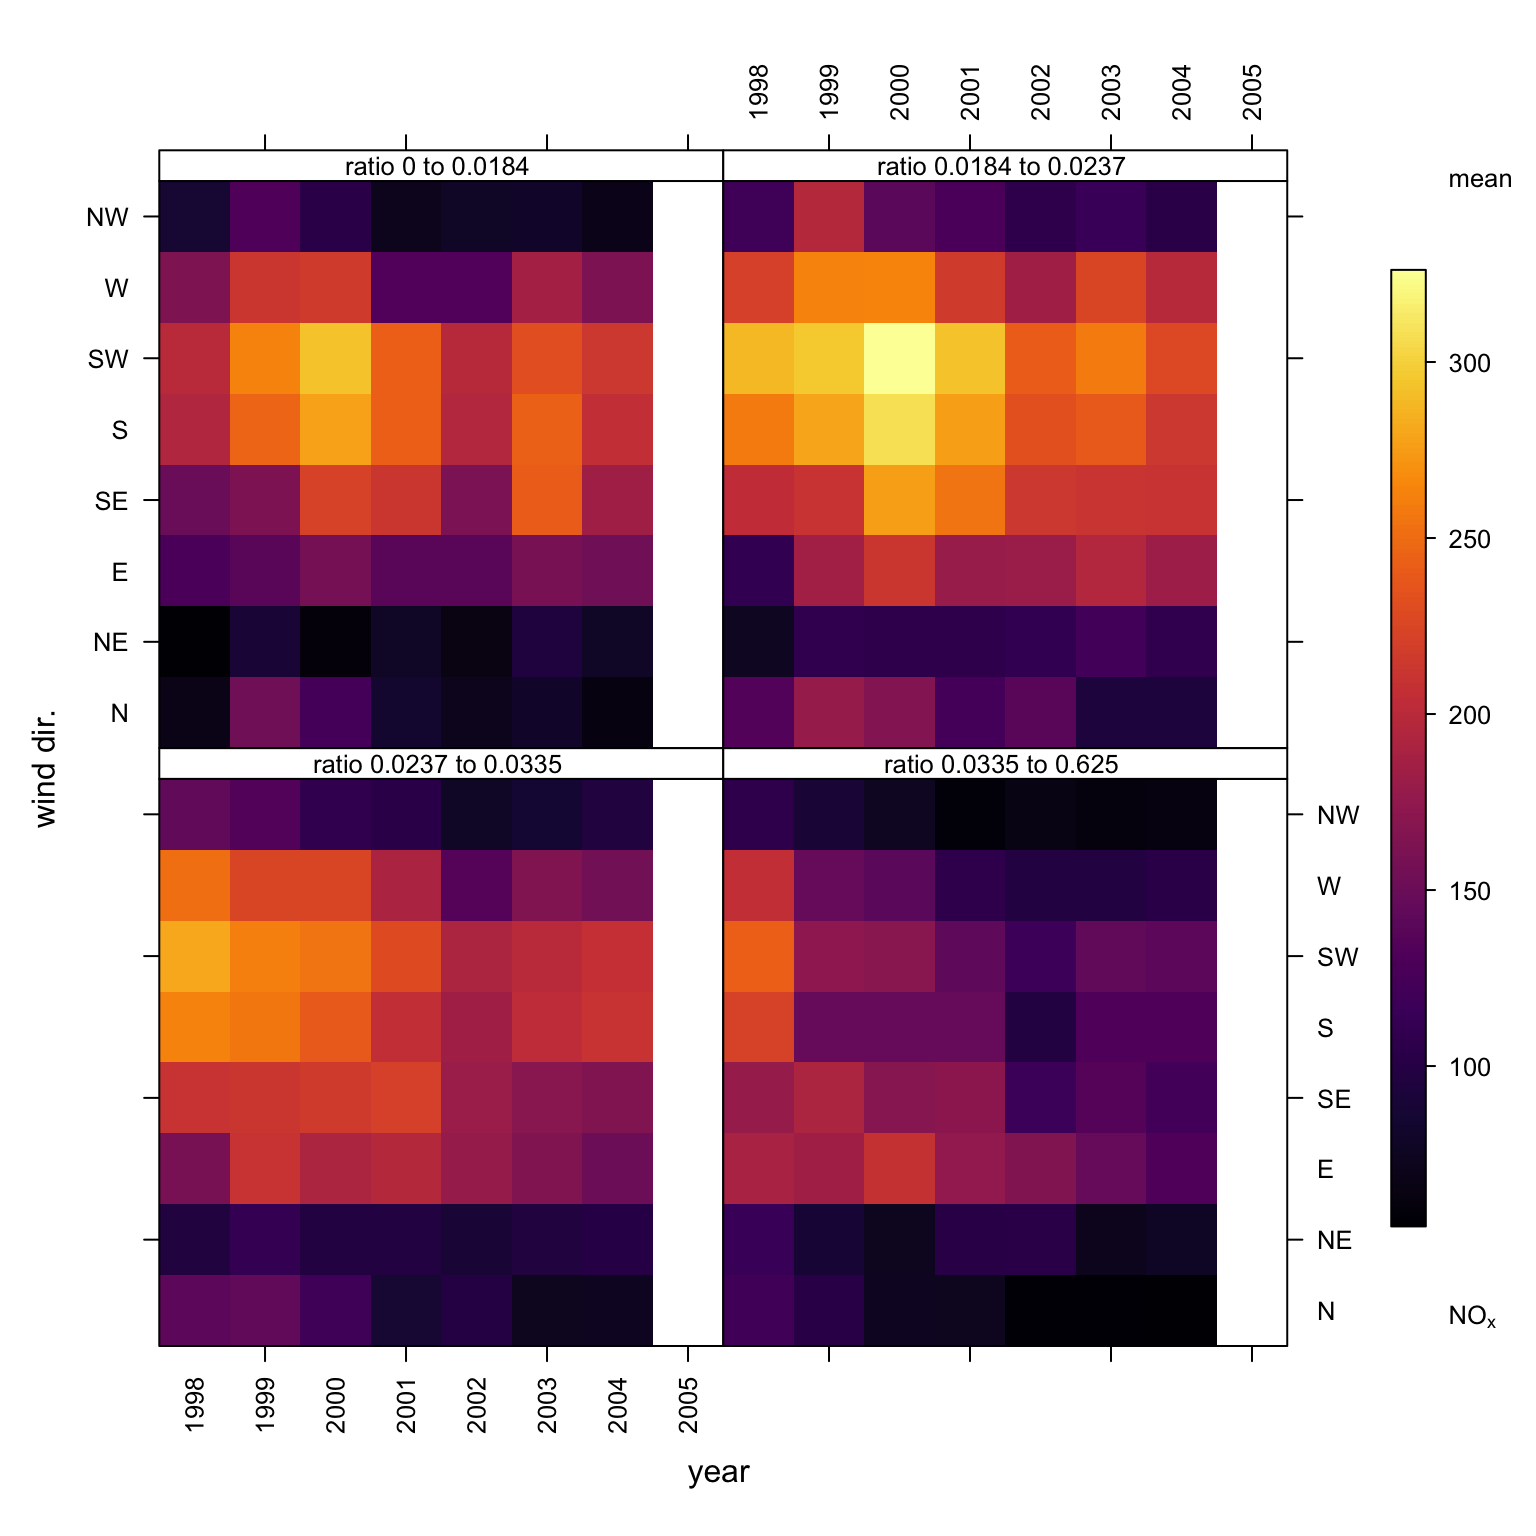 1998 1999 2000 2001 2002 2003 2004 2005
ratio 0 to 0.0184
ratio 0.0184 to 0.0237
mean
NW
W
SW
S
SE
E
NE
N
300
250
200
150
100
wind dir.
ratio 0.0237 to 0.0335
ratio 0.0335 to 0.625
NW
W
SW
S
SE
E
NE
N
NOₓ
1998 1999 2000 2001 2002 2003 2004 2005
year